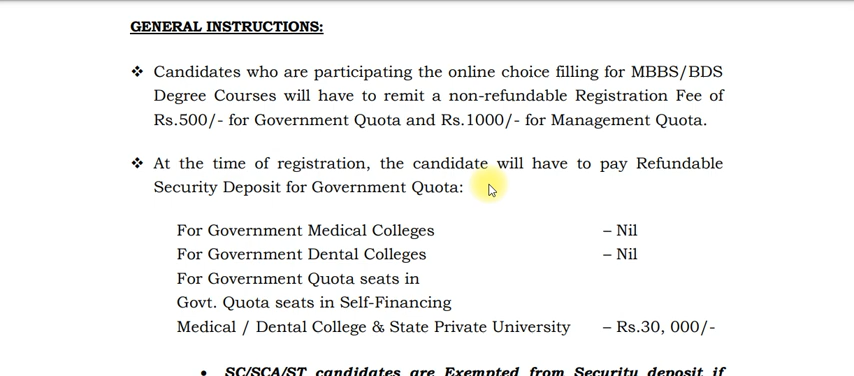 GENERAL INSTRUCTIONS:
❖ Candidates who are participating the online choice filling for MBBS/BDS
Degree Courses will have to remit a non-refundable Registration Fee of
Rs.500/- for Government Quota and Rs.1000/- for Management Quota.
❖ At the time of registration, the candidate will have to pay Refundable
Security Deposit for Government Quota:
For Government Medical Colleges – Nil
For Government Dental Colleges – Nil
For Government Quota seats in
Govt. Quota seats in Self-Financing
Medical / Dental College & State Private University – Rs.30, 000/-
• SC/SCA/ST candidates are Exempted from Security deposit if